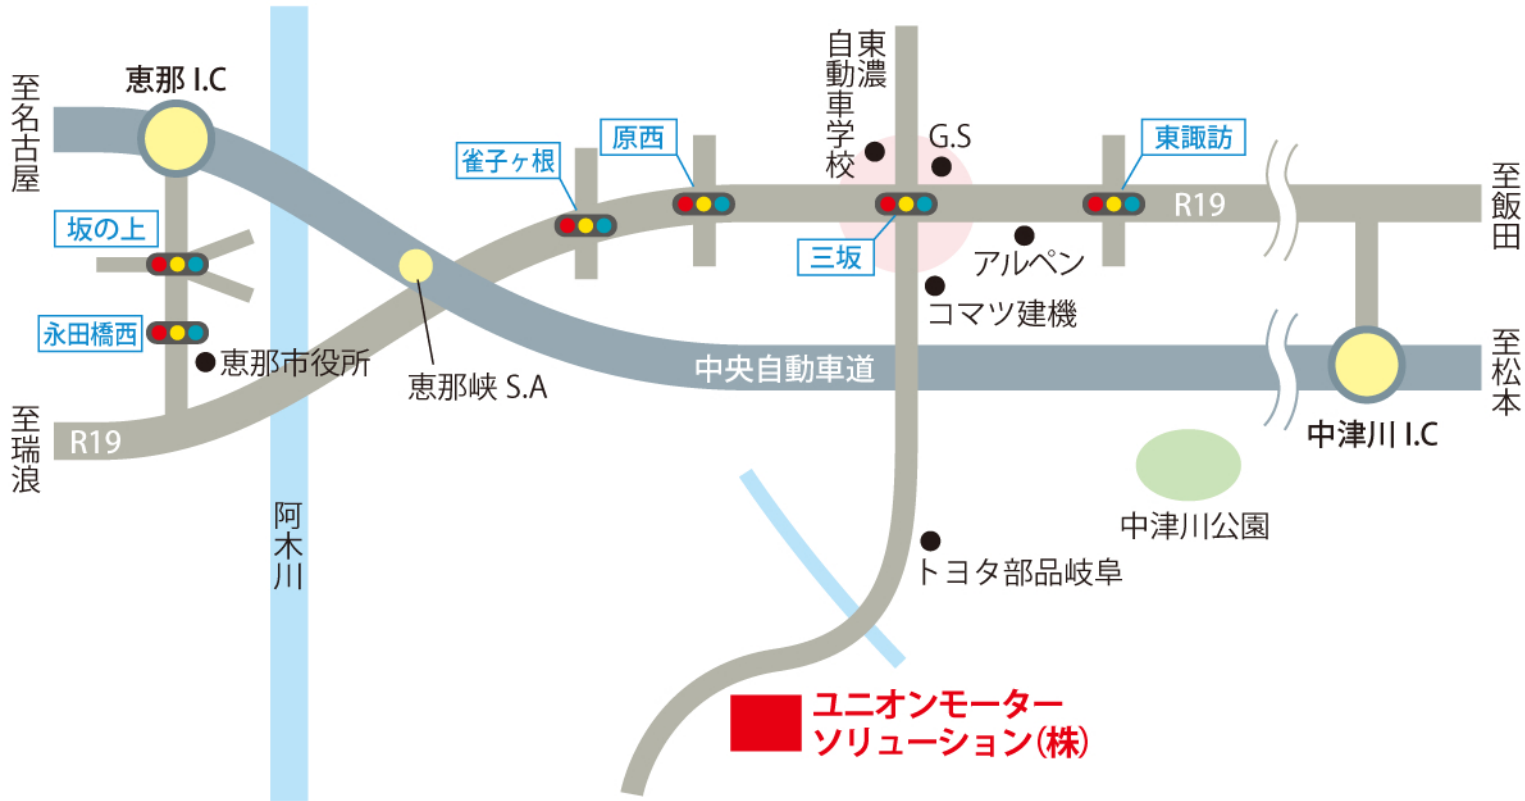 至名古屋
恵那 I.C
坂の上
永田橋西
恵那市役所
至瑞浪
R19
阿木川
恵那峡 S.A
雀子ヶ根
原西
東濃
自動車学校
G.S
三坂
アルペン
コマツ建機
東諏訪
R19
至飯田
中央自動車道
至松本
中津川 I.C
中津川公園
トヨタ部品岐阜
ユニオンモーター
ソリューション(株)